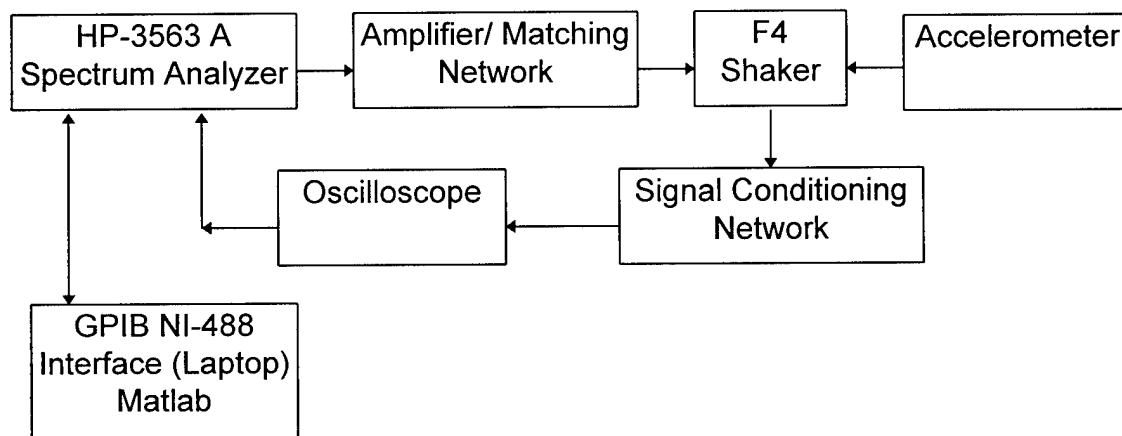 HP-3563 A
Spectrum Analyzer
Amplifier/ Matching
Network
F4
Shaker
Accelerometer
Oscilloscope
Signal Conditioning
Network
GPIB NI-488
Interface (Laptop)
Matlab